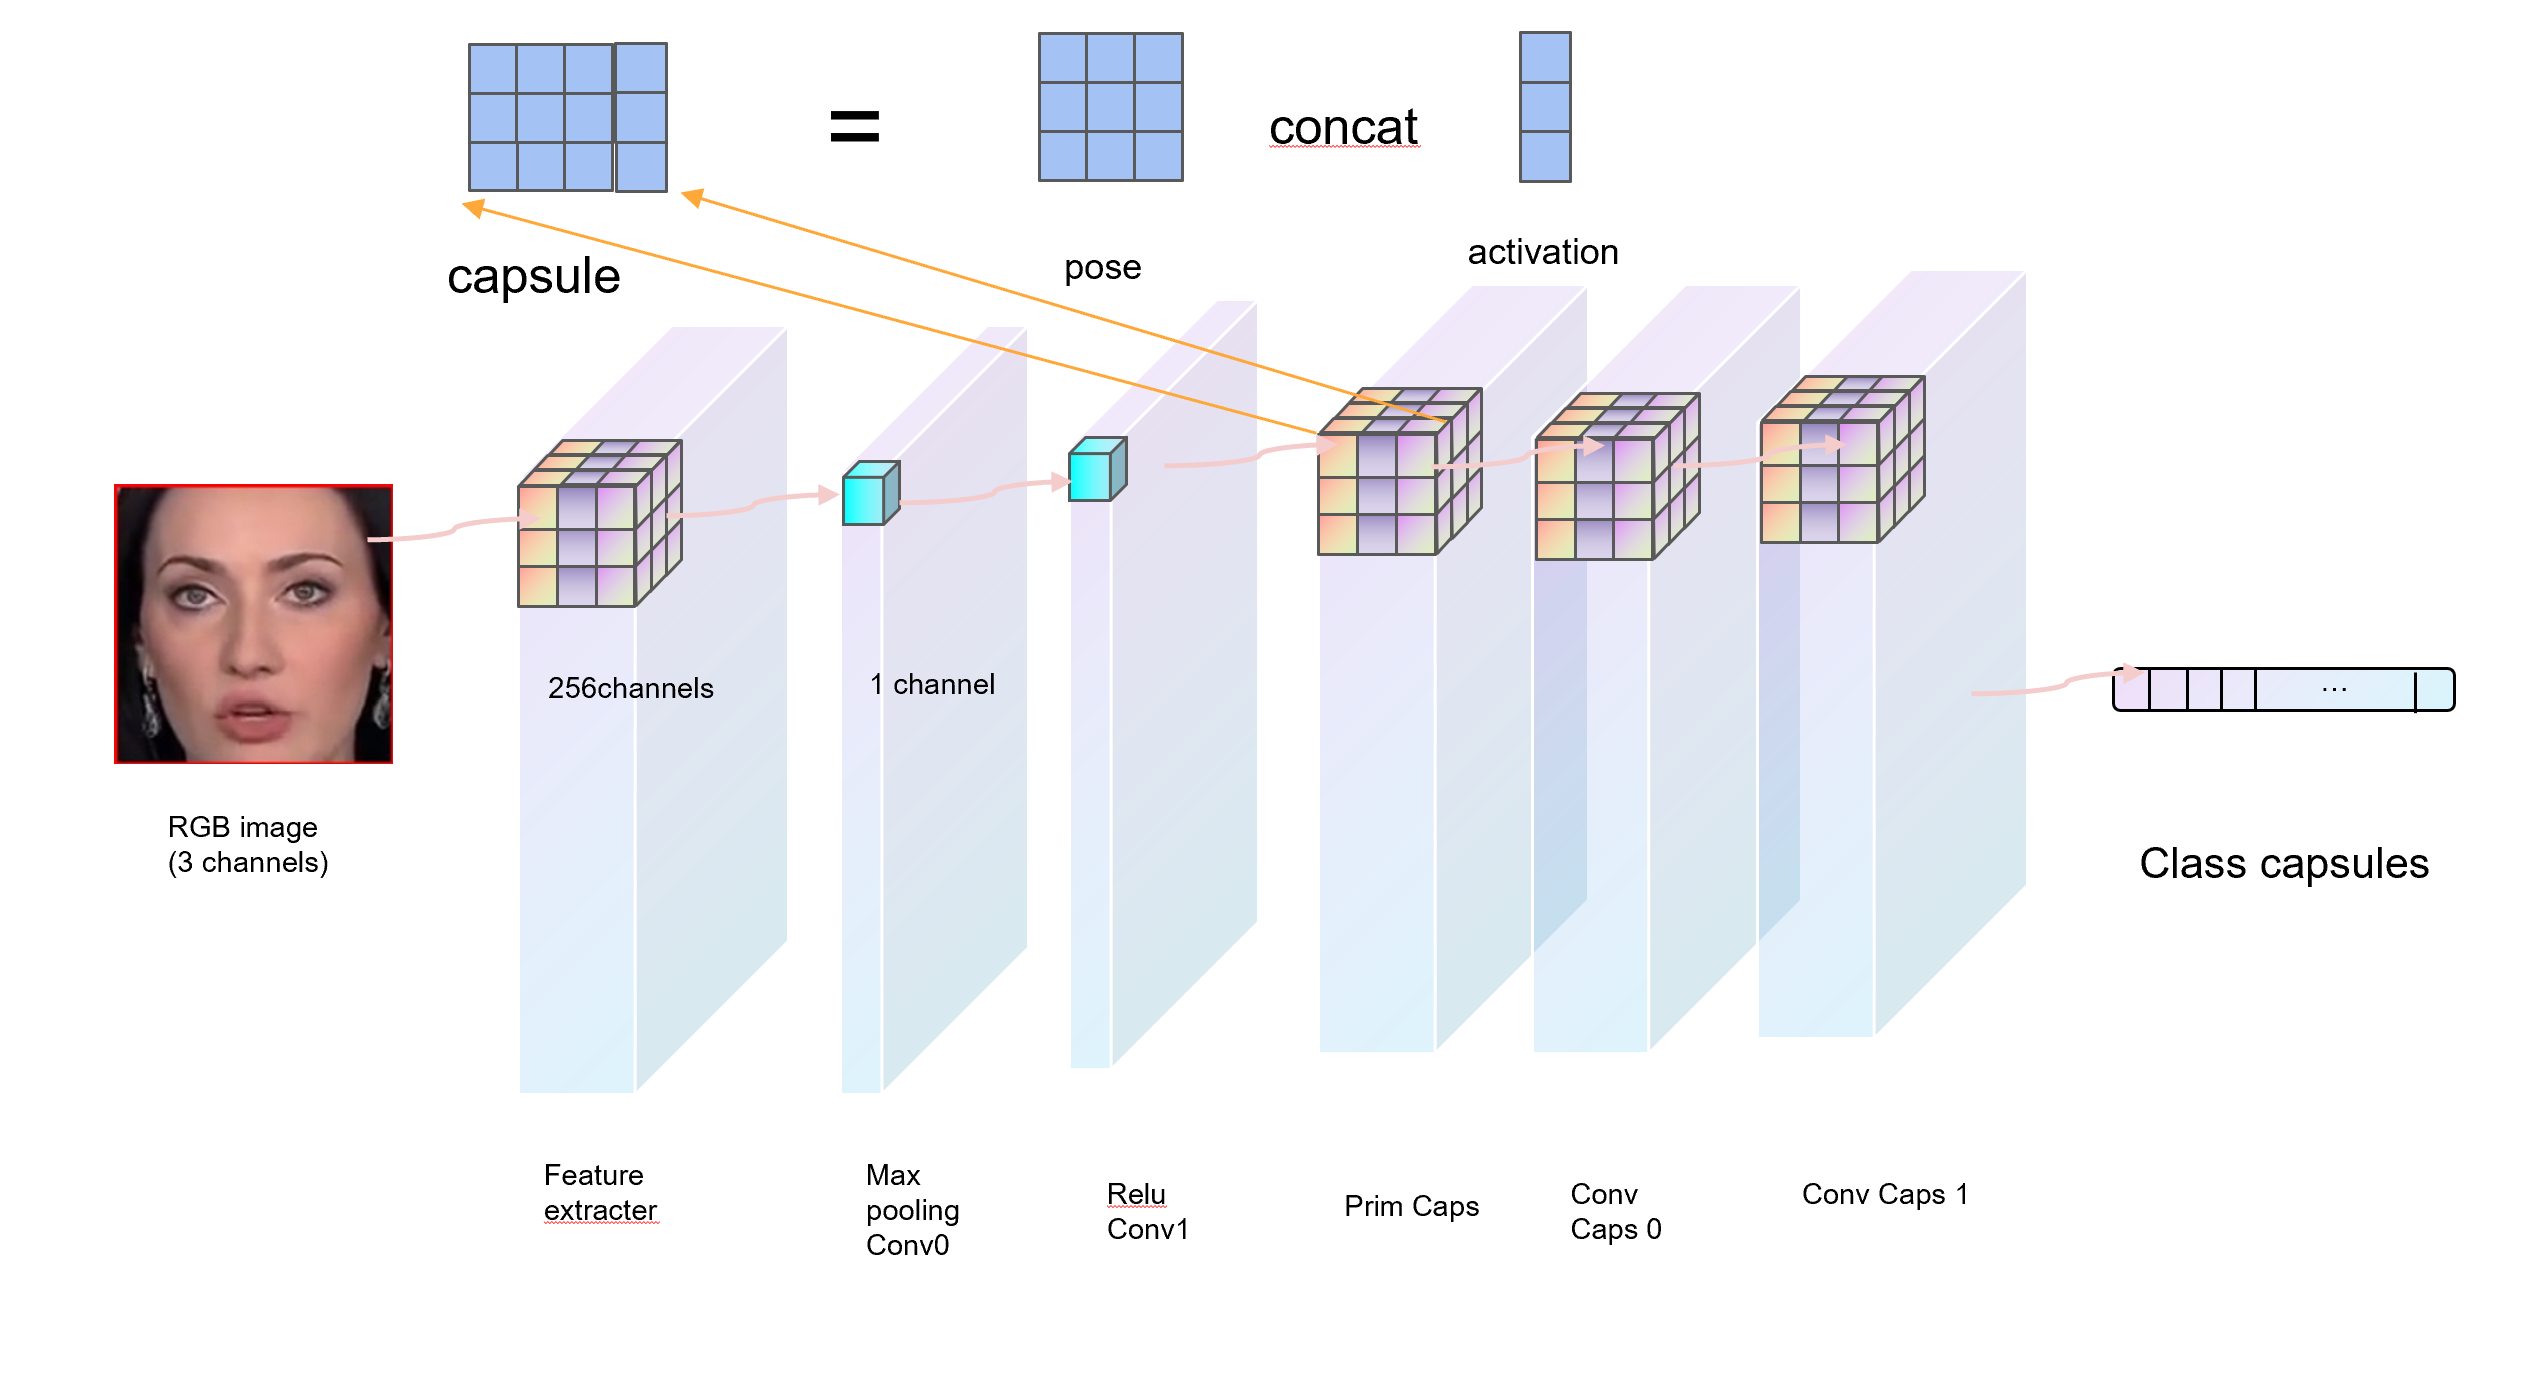 =
concat
capsule
pose
activation
256channels
1 channel
...
RGB image
(3 channels)
Class capsules
Feature
extracter
Max
pooling
Conv0
Relu
Conv1
Prim Caps
Conv
Caps 0
Conv Caps 1